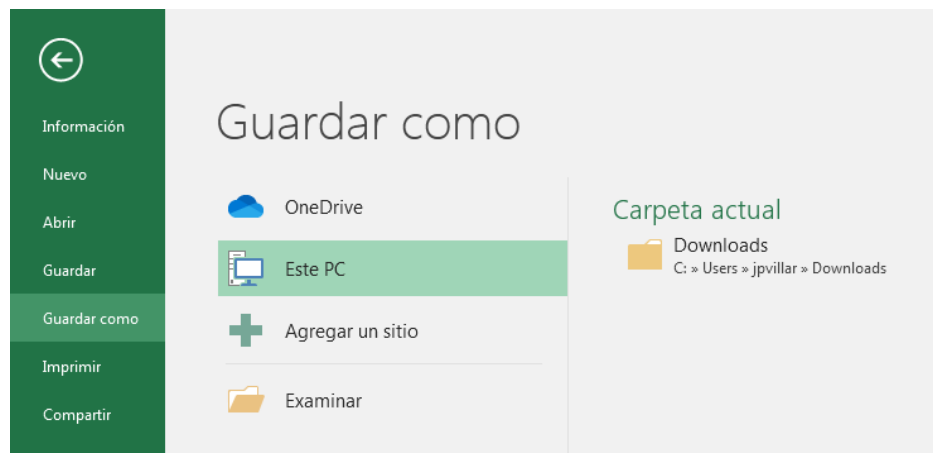 Información
Nuevo
Abrir
Guardar
Guardar como
Imprimir
Compartir
Guardar como
OneDrive
Este PC
Agregar un sitio
Examinar
Carpeta actual
Downloads
C: » Users » jpvillar » Downloads